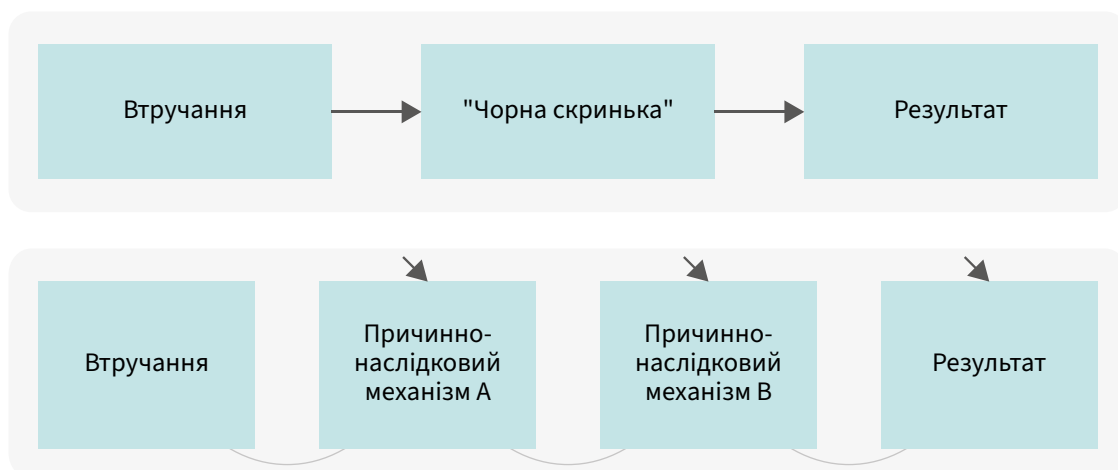 Втручання
"Чорна скринька"
Результат
Втручання
Причинно-
наслідковий
механізм А
Причинно-
наслідковий
механізм В
Результат